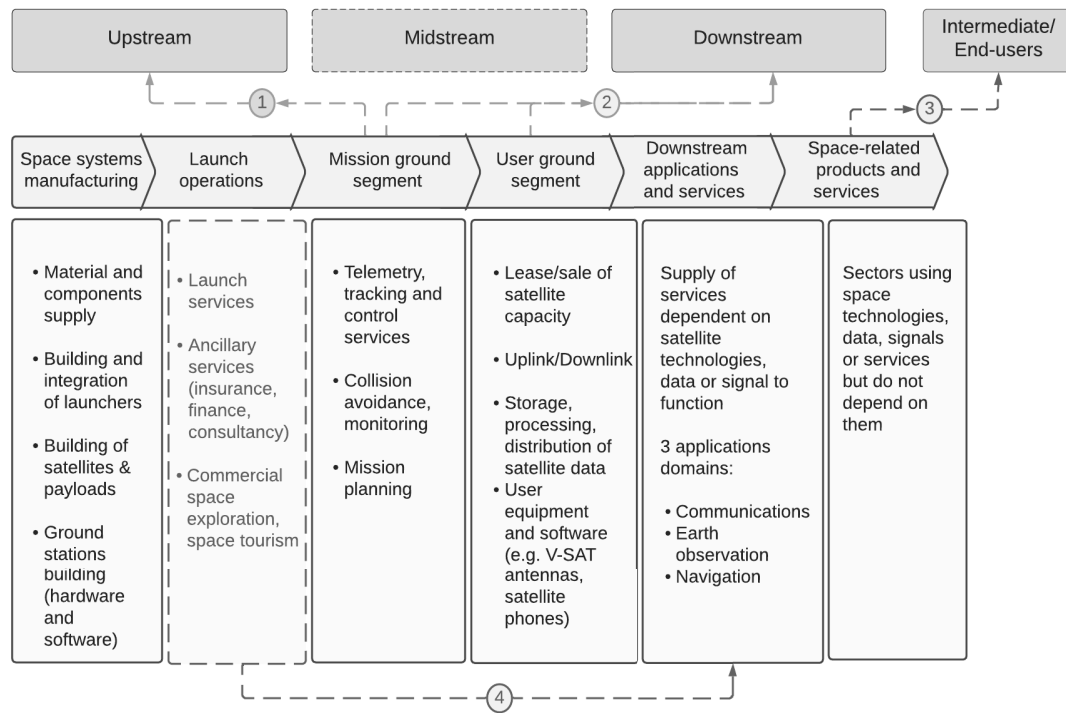 Upstream
Midstream
Downstream
Intermediate/
End-users
1
2
3
Space systems
manufacturing
Launch
operations
Mission ground
segment
User ground
segment
Downstream
applications
and services
Space-related
products and
services
• Material and
components
supply
• Building and
integration
of launchers
• Building of
satellites &
payloads
• Ground
stations
building
(hardware
and
software)
• Launch
services
• Ancillary
services
(insurance,
finance,
consultancy)
• Commercial
space
exploration,
space tourism
• Telemetry,
tracking and
control
services
• Collision
avoidance,
monitoring
• Mission
planning
• Lease/sale of
satellite
capacity
• Uplink/Downlink
• Storage,
processing,
distribution of
satellite data
• User
equipment
and software
(e.g. V-SAT
antennas,
satellite
phones)
Supply of
services
dependent on
satellite
technologies,
data or signal to
function
3 applications
domains:
• Communications
• Earth
observation
• Navigation
Sectors using
space
technologies,
data, signals
or services
but do not
depend on
them
4